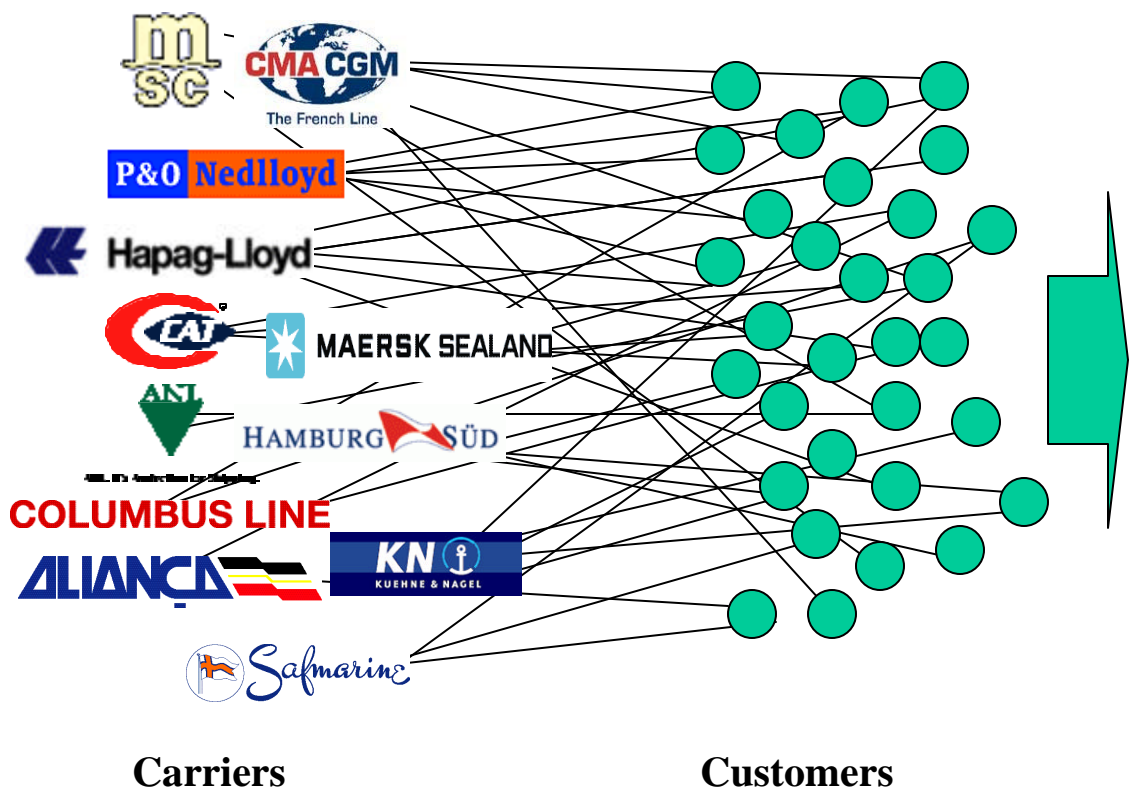 m
SC
CMA CGM
The French Line
P&O Nedlloyd
Hapag-Lloyd
CAT
MAERSK SEALAND
ANL
HAMBURG SÜD
COLUMBUS LINE
ALIANÇA
KN
KUEHNE & NAGEL
Safmarine
Carriers
Customers